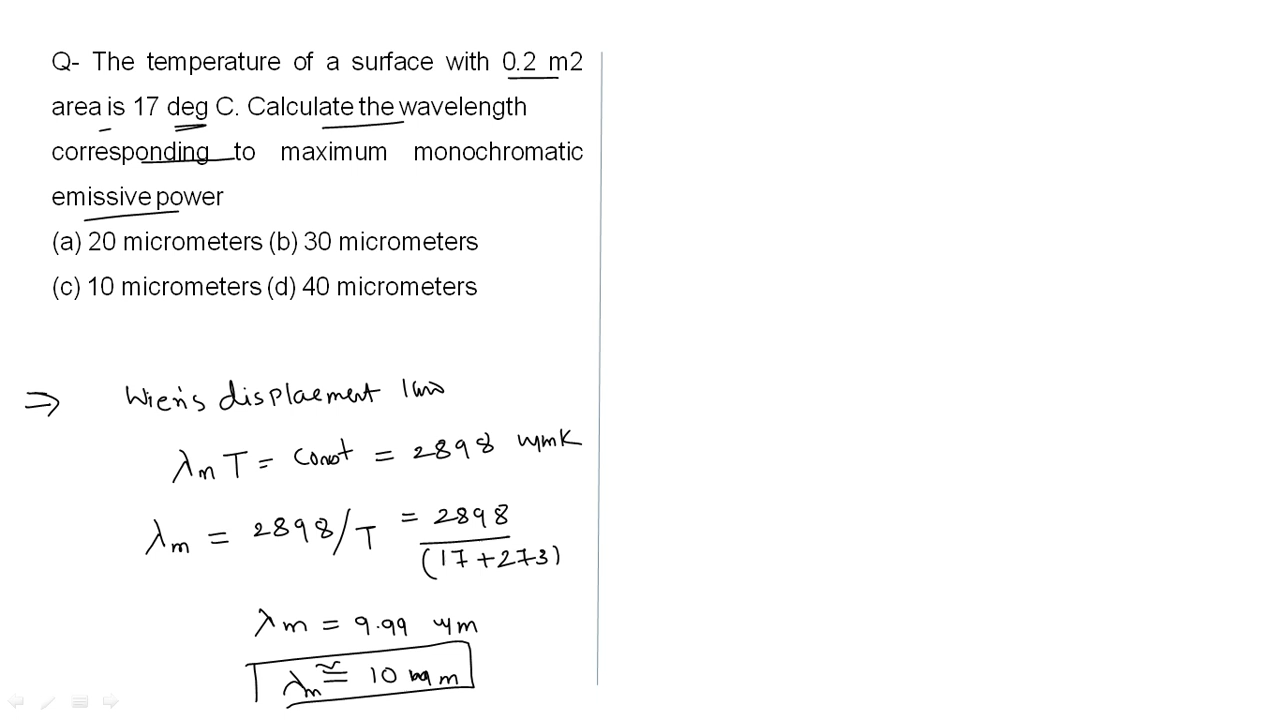 Q- The temperature of a surface with 0.2 m2
area is 17 deg C. Calculate the wavelength
corresponding to maximum monochromatic
emissive power
(a) 20 micrometers (b) 30 micrometers
(c) 10 micrometers (d) 40 micrometers
⇒ Wien's displaement law
λm T = const = 2898 μmK
λm = 2898/T = 2898/(17+273)
λm = 9.99 μm
λm ≅ 10 μm